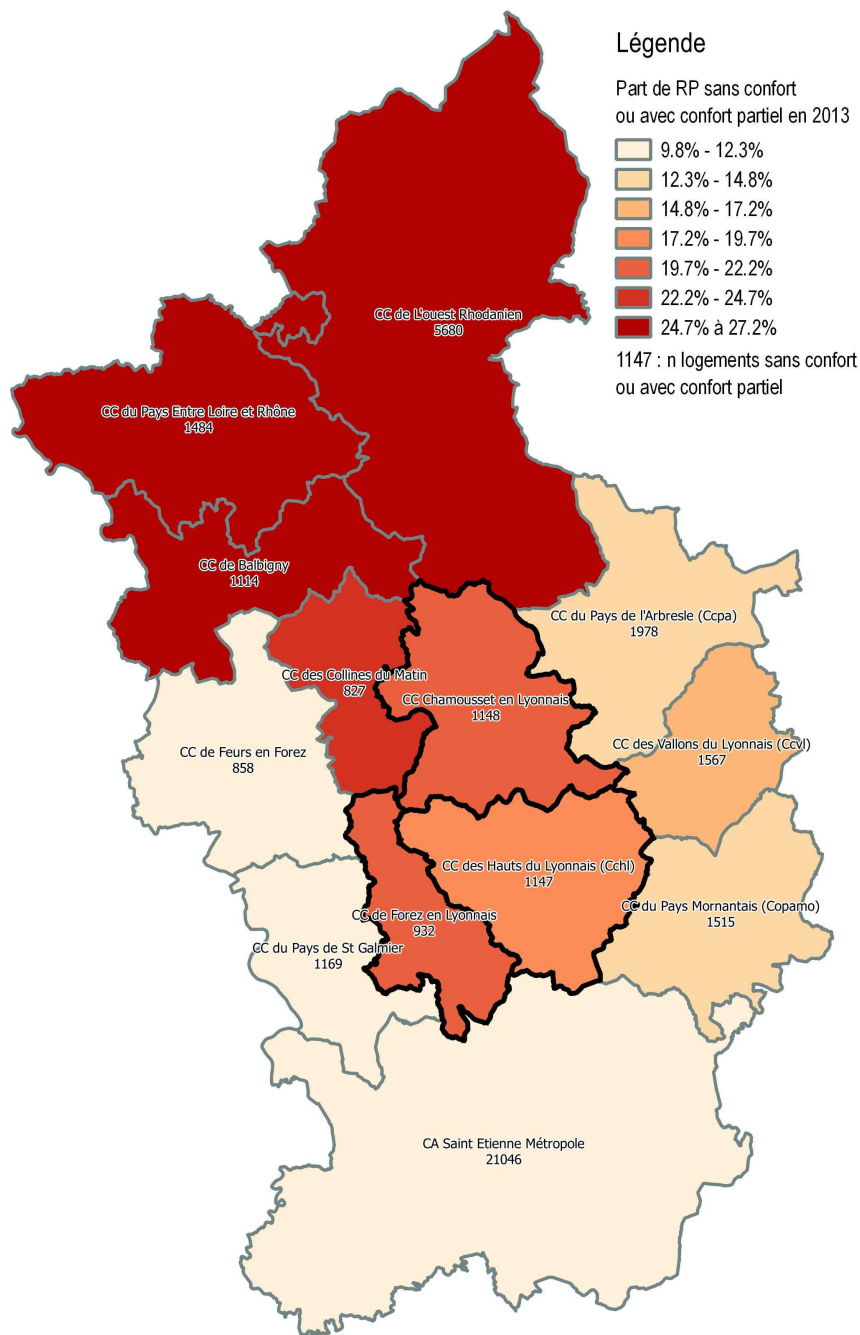 Légende
Part de RP sans confort
ou avec confort partiel en 2013
9.8% - 12.3%
12.3% - 14.8%
14.8% - 17.2%
17.2% - 19.7%
19.7% - 22.2%
22.2% - 24.7%
24.7% à 27.2%
1147 : n logements sans confort
ou avec confort partiel
CC de L'ouest Rhodanien
5680
CC du Pays Entre Loire et Rhône
1484
CC de Balbigny
1114
CC du Pays de l'Arbresle (Ccpa)
1978
CC des Collines du Matin
827
CC Chamousset en Lyonnais
1148
CC des Vallons du Lyonnais (Ccvl)
1567
CC de Feurs en Forez
858
CC des Hauts du Lyonnais (Cchl)
1147
CC du Pays Mornantais (Copamo)
1515
CC de Forez en Lyonnais
932
CC du Pays de St Galmier
1169
CA Saint Etienne Métropole
21046